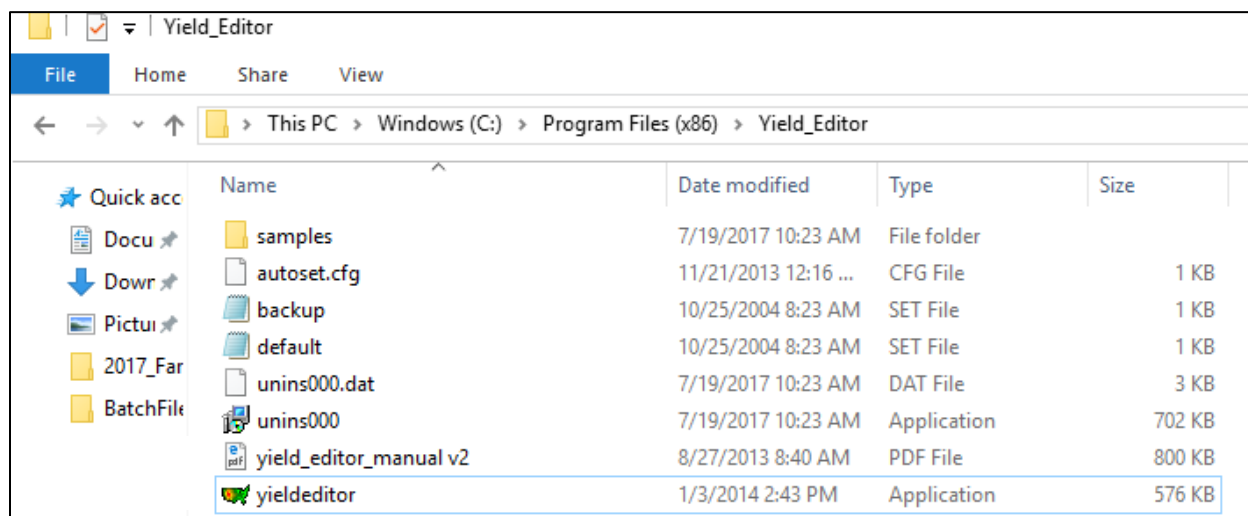 Yield_Editor
File Home Share View
This PC > Windows (C:) > Program Files (x86) > Yield_Editor
Name Date modified Type Size
Quick acc
samples 7/19/2017 10:23 AM File folder
Docu
autoset.cfg 11/21/2013 12:16 ... CFG File 1 KB
Dowr
backup 10/25/2004 8:23 AM SET File 1 KB
Pictui
default 10/25/2004 8:23 AM SET File 1 KB
2017_Far
unins000.dat 7/19/2017 10:23 AM DAT File 3 KB
BatchFile
unins000 7/19/2017 10:23 AM Application 702 KB
yield_editor_manual v2 8/27/2013 8:40 AM PDF File 800 KB
yieldeditor 1/3/2014 2:43 PM Application 576 KB